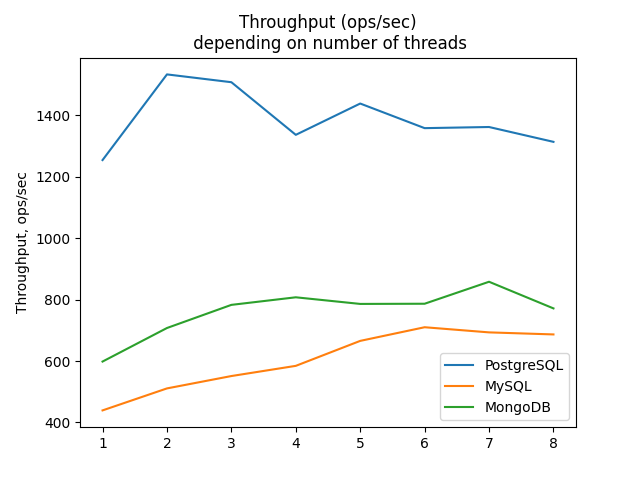 Throughput (ops/sec)
depending on number of threads
Throughput, ops/sec
1400
1200
1000
800
600
400
1 2 3 4 5 6 7 8
PostgreSQL
MySQL
MongoDB